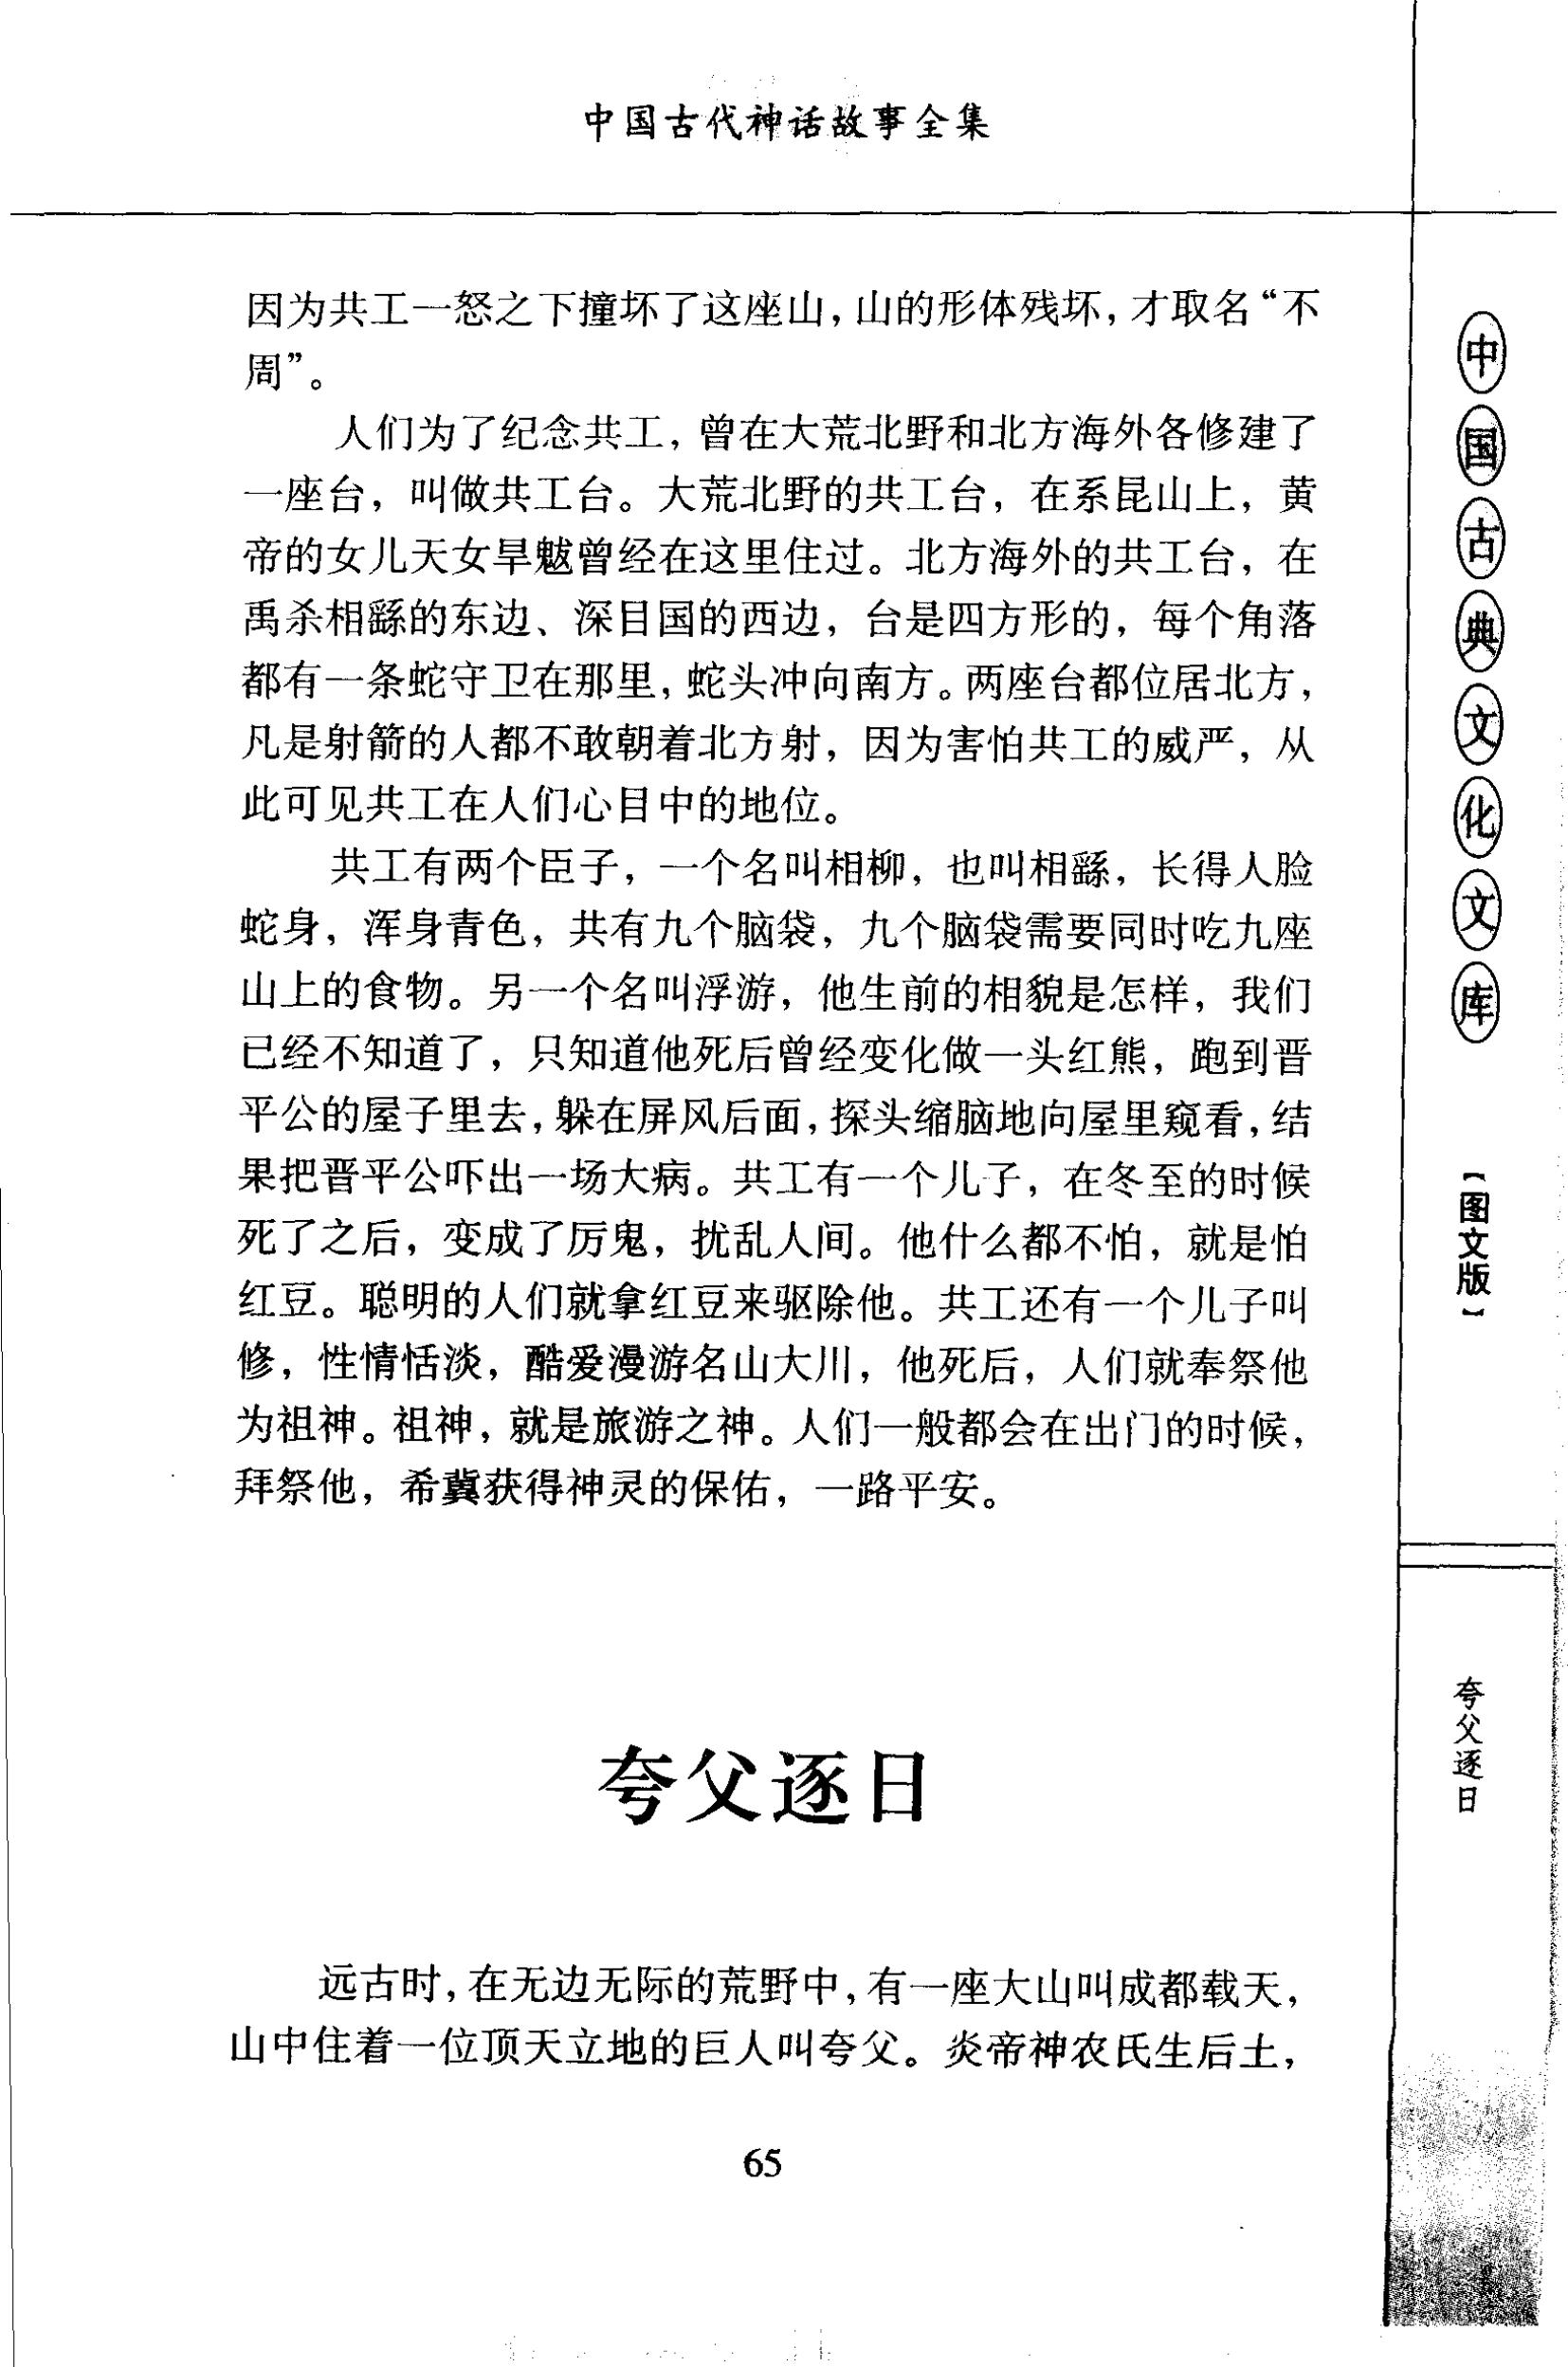 中国古代神话故事全集
因为共工一怒之下撞坏了这座山，山的形体残坏，才取名“不
周”。
人们为了纪念共工，曾在大荒北野和北方海外各修建了
一座台，叫做共工台。大荒北野的共工台，在系昆山上，黄
帝的女儿天女旱魃曾经在这里住过。北方海外的共工台，在
禹杀相繇的东边、深目国的西边，台是四方形的，每个角落
都有一条蛇守卫在那里，蛇头冲向南方。两座台都位居北方，
凡是射箭的人都不敢朝着北方射，因为害怕共工的威严，从
此可见共工在人们心目中的地位。
共工有两个臣子，一个名叫相柳，也叫相繇，长得人脸
蛇身，浑身青色，共有九个脑袋，九个脑袋需要同时吃九座
山上的食物。另一个名叫浮游，他生前的相貌是怎样，我们
已经不知道了，只知道他死后曾经变化做一头红熊，跑到晋
平公的屋子里去，躲在屏风后面，探头缩脑地向屋里窥看，结
果把晋平公吓出一场大病。共工有一个儿子，在冬至的时候
死了之后，变成了厉鬼，扰乱人间。他什么都不怕，就是怕
红豆。聪明的人们就拿红豆来驱除他。共工还有一个儿子叫
修，性情恬淡，酷爱漫游名山大川，他死后，人们就奉祭他
为祖神。祖神，就是旅游之神。人们一般都会在出门的时候，
拜祭他，希冀获得神灵的保佑，一路平安。
夸父逐日
远古时，在无边无际的荒野中，有一座大山叫成都载天，
山中住着一位顶天立地的巨人叫夸父。炎帝神农氏生后土，
65
中国古典文化文库
【图文版】
夸父逐日